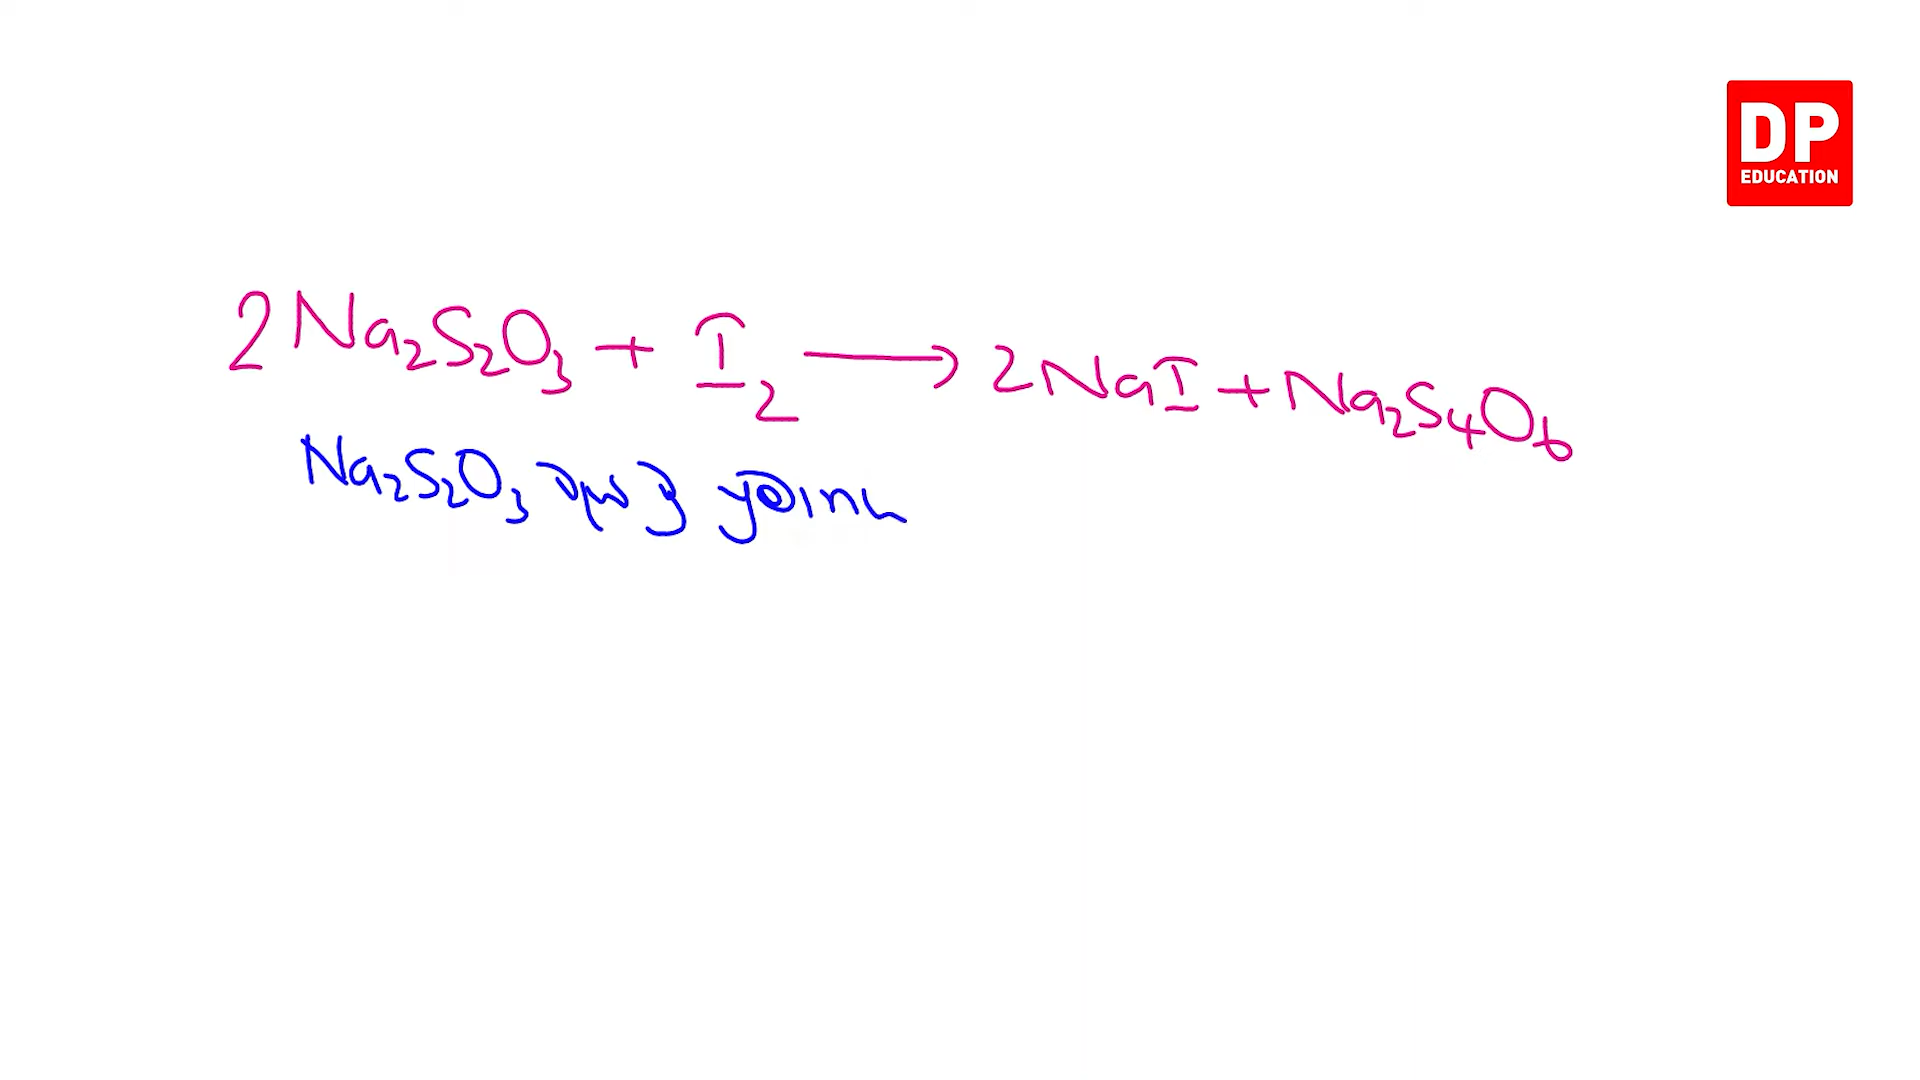 DP
EDUCATION
2Na₂S₂O₃ + I₂ ⟶ 2NaI + Na₂S₄O₆
Na₂S₂O₃